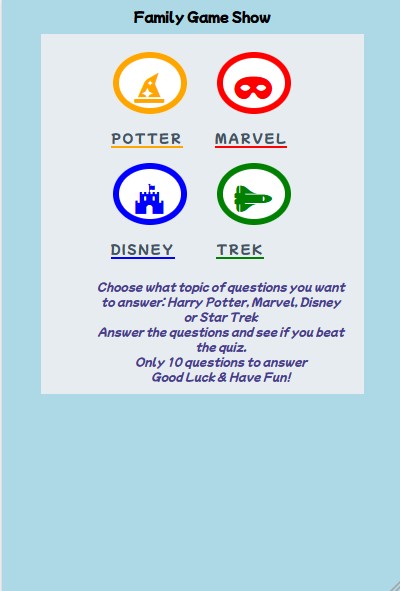 Family Game Show
POTTER MARVEL
DISNEY TREK
Choose what topic of questions you want
to answer: Harry Potter, Marvel, Disney
or Star Trek
Answer the questions and see if you beat
the quiz.
Only 10 questions to answer
Good Luck & Have Fun!